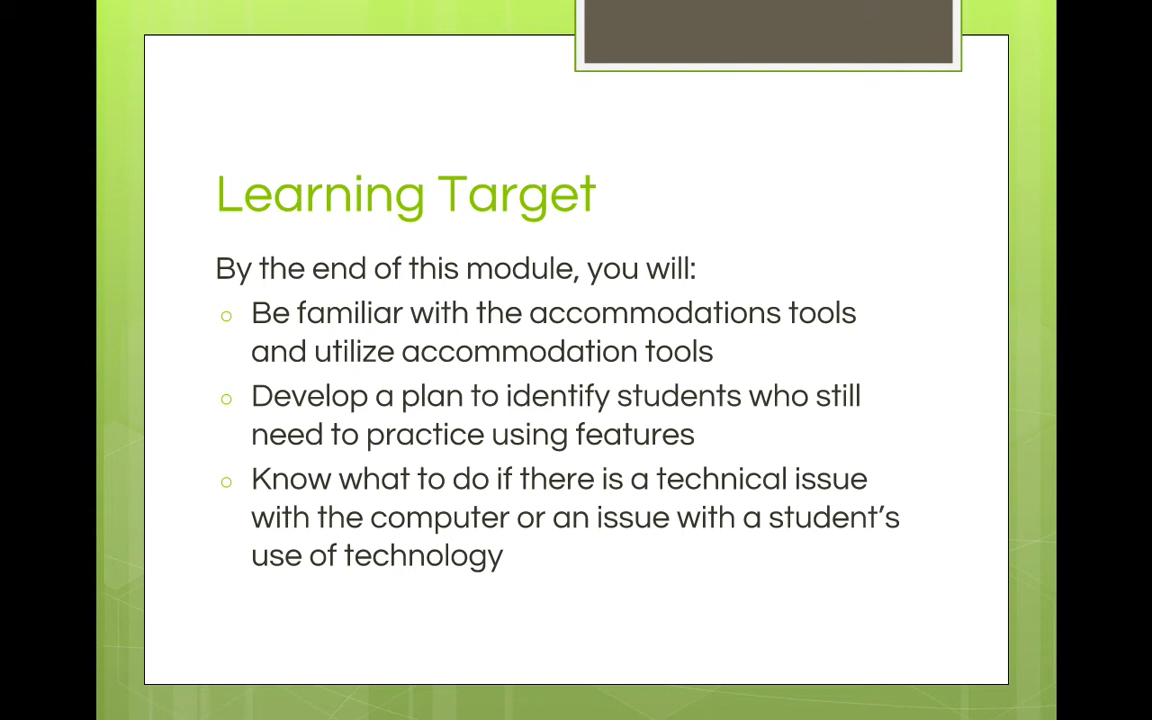 Learning Target
By the end of this module, you will:
○ Be familiar with the accommodations tools
and utilize accommodation tools
○ Develop a plan to identify students who still
need to practice using features
○ Know what to do if there is a technical issue
with the computer or an issue with a student’s
use of technology